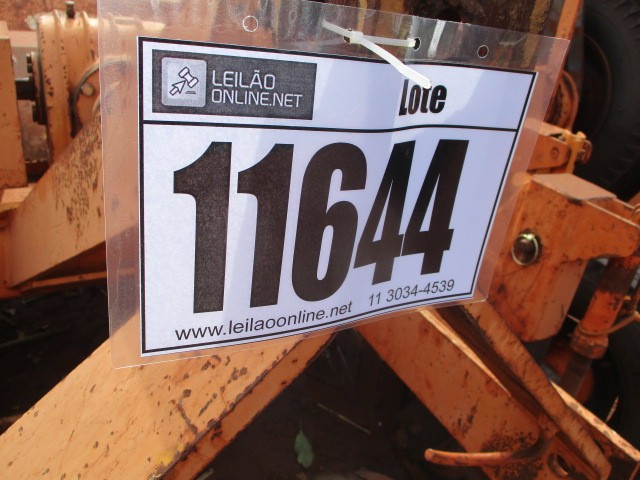 LEILÃO
ONLINE.NET
Lote
11644
www.leilaoonline.net 11 3034-4539